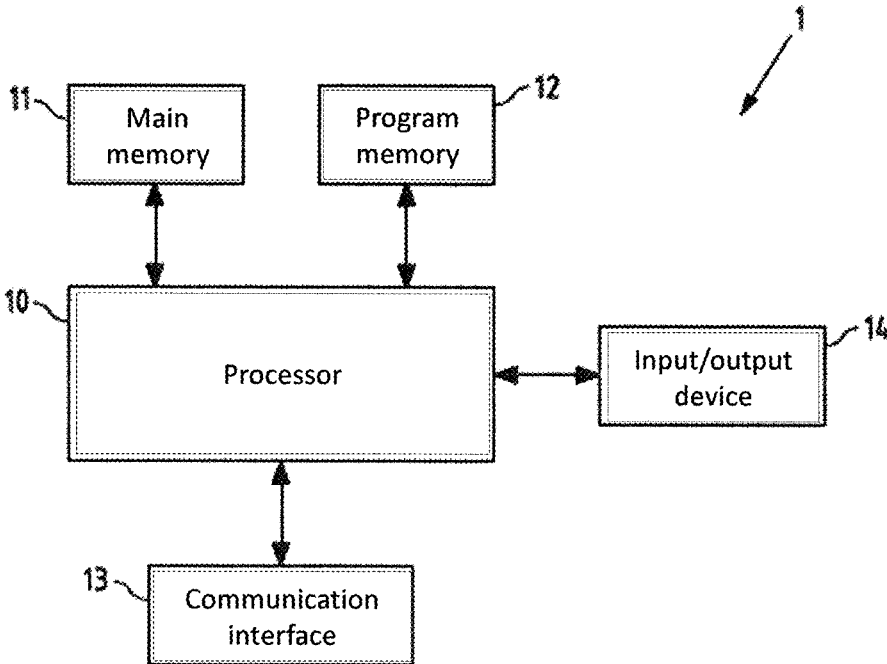 1
11
Main
memory
12
Program
memory
10
Processor
14
Input/output
device
13
Communication
interface